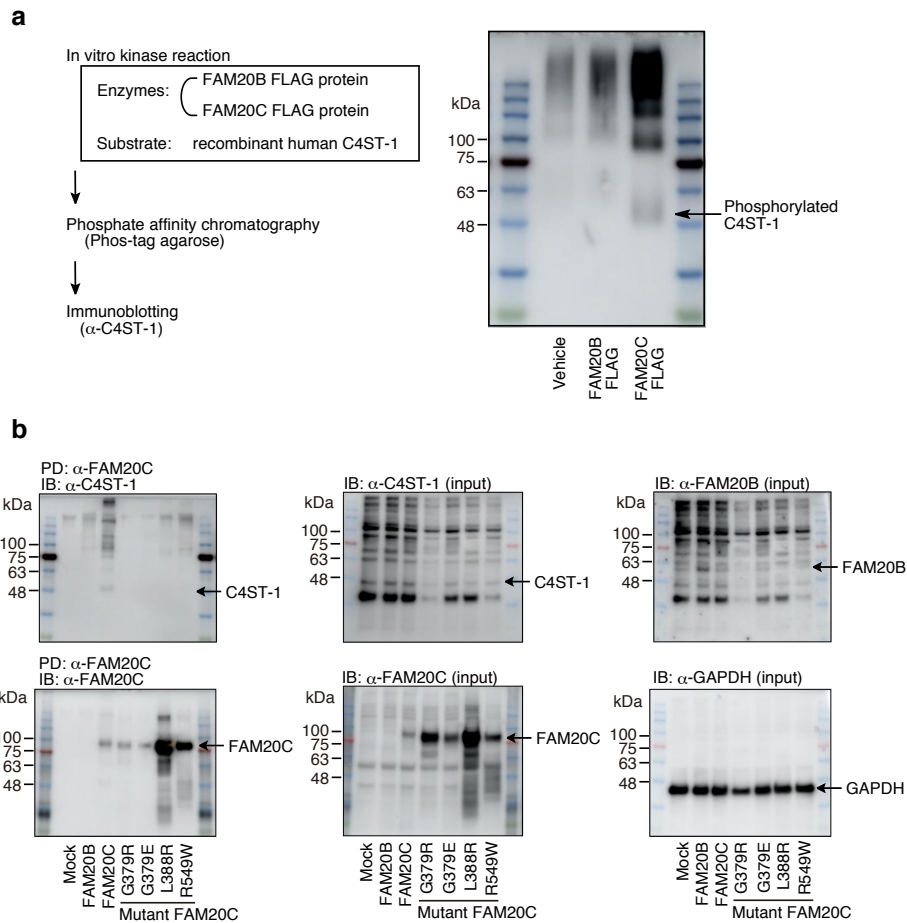 a
In vitro kinase reaction
Enzymes:
FAM20B FLAG protein
FAM20C FLAG protein
Substrate: recombinant human C4ST-1
Phosphate affinity chromatography
(Phos-tag agarose)
Immunoblotting
(α-C4ST-1)
kDa
100
75
63
48
Phosphorylated
C4ST-1
Vehicle
FAM20B
FLAG
FAM20C
FLAG
b
PD: α-FAM20C
IB: α-C4ST-1
kDa
100
75
63
48
C4ST-1
IB: α-C4ST-1 (input)
kDa
100
75
63
48
C4ST-1
IB: α-FAM20B (input)
kDa
100
75
63
48
FAM20B
PD: α-FAM20C
IB: α-FAM20C
kDa
100
75
63
48
FAM20C
Mock
FAM20B
FAM20C
G379R
G379E
L388R
R549W
Mutant FAM20C
IB: α-FAM20C (input)
kDa
100
75
63
48
FAM20C
Mock
FAM20B
FAM20C
G379R
G379E
L388R
R549W
Mutant FAM20C
IB: α-GAPDH (input)
kDa
100
75
63
48
GAPDH
Mock
FAM20B
FAM20C
G379R
G379E
L388R
R549W
Mutant FAM20C